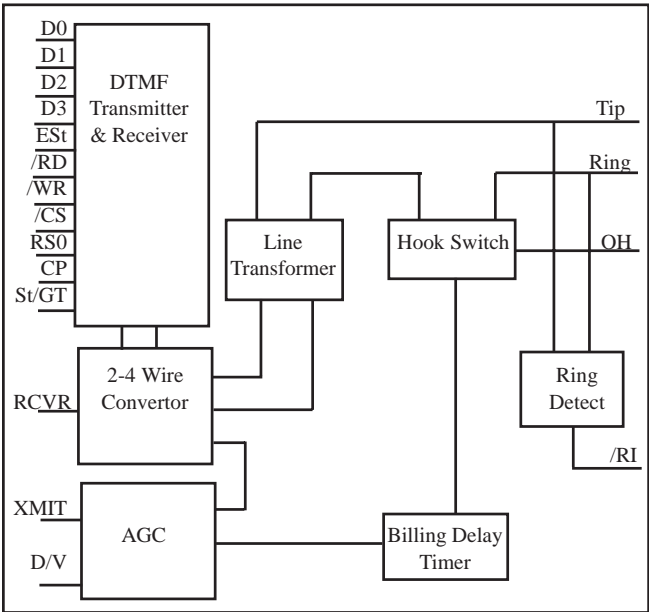 D0
D1
D2
D3
ESt
/RD
/WR
/CS
RS0
CP
St/GT
DTMF
Transmitter
& Receiver
Tip
Ring
OH
Line
Transformer
Hook Switch
2-4 Wire
Convertor
RCVR
Ring
Detect
/RI
XMIT
D/V
AGC
Billing Delay
Timer